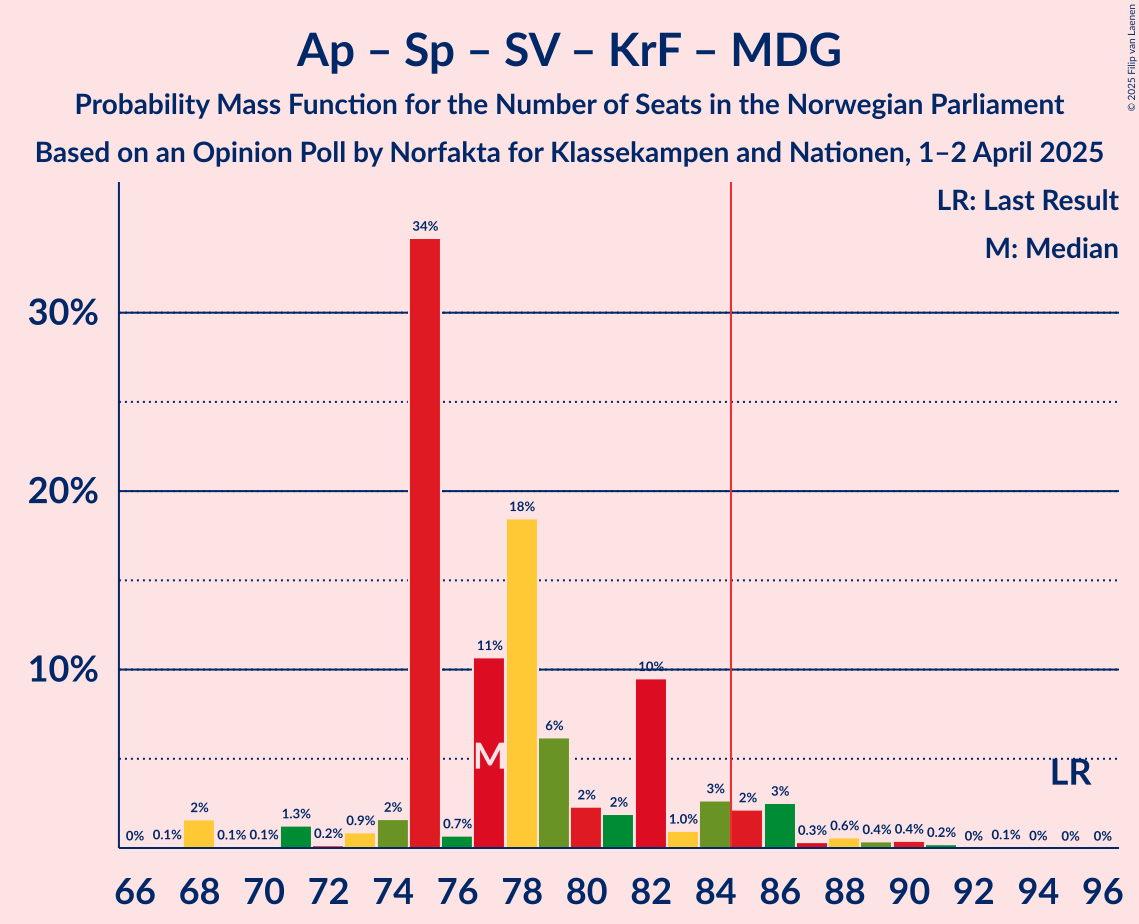 Ap – Sp – SV – KrF – MDG
Probability Mass Function for the Number of Seats in the Norwegian Parliament
Based on an Opinion Poll by Norfakta for Klassekampen and Nationen, 1–2 April 2025
© 2025 Filip van Laenen
LR: Last Result
M: Median
34%
30%
18%
20%
11%
10%
10%
6%
M
LR
0% 0.1% 2% 0.1% 0.1% 1.3% 0.2% 0.9% 2% 0.7% 2% 2% 1.0% 3% 2% 3% 0.3% 0.6% 0.4% 0.4% 0.2% 0% 0.1% 0% 0% 0%
66 68 70 72 74 76 78 80 82 84 86 88 90 92 94 96